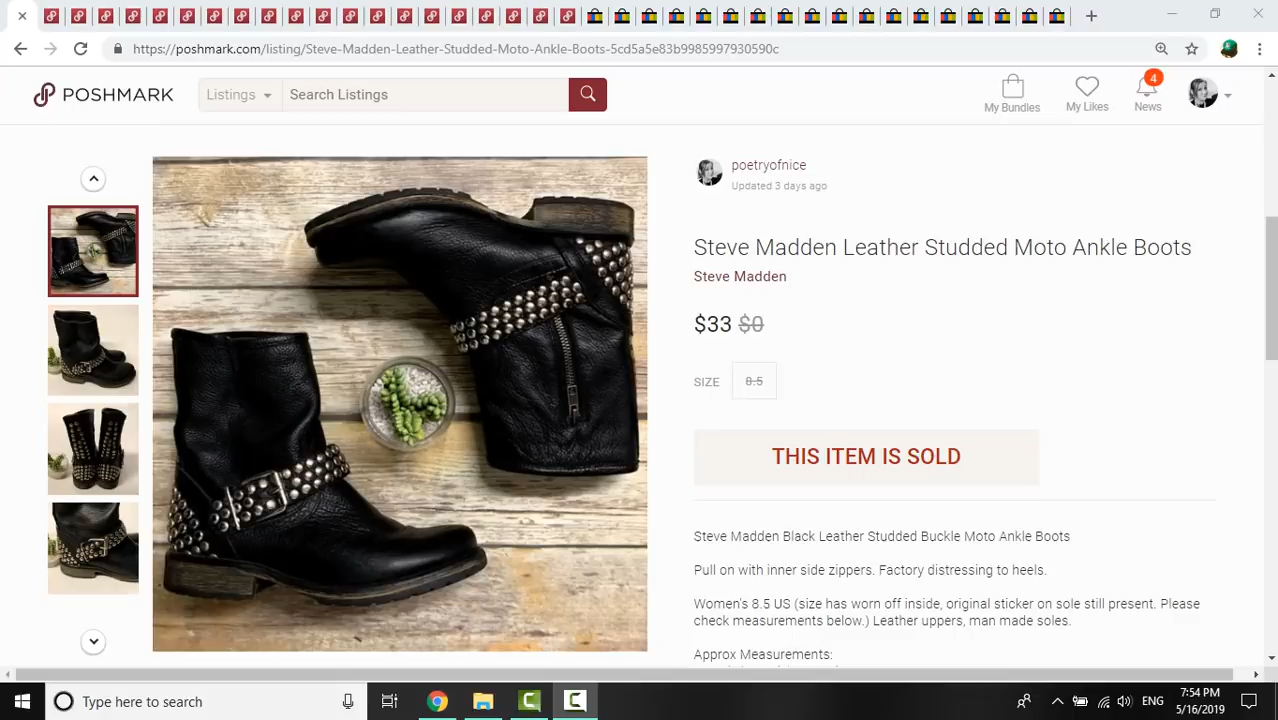 https://poshmark.com/listing/Steve-Madden-Leather-Studded-Moto-Ankle-Boots-5cd5a5e83b9985997930590c
POSHMARK
Listings
Search Listings
My Bundles
My Likes
4
News
poetryofnice
Updated 3 days ago
Steve Madden Leather Studded Moto Ankle Boots
Steve Madden
$33 $0
SIZE 8.5
THIS ITEM IS SOLD
Steve Madden Black Leather Studded Buckle Moto Ankle Boots
Pull on with inner side zippers. Factory distressing to heels.
Women's 8.5 US (size has worn off inside, original sticker on sole still present. Please
check measurements below.) Leather uppers, man made soles.
Approx Measurements:
Type here to search
ENG
7:54 PM
5/16/2019